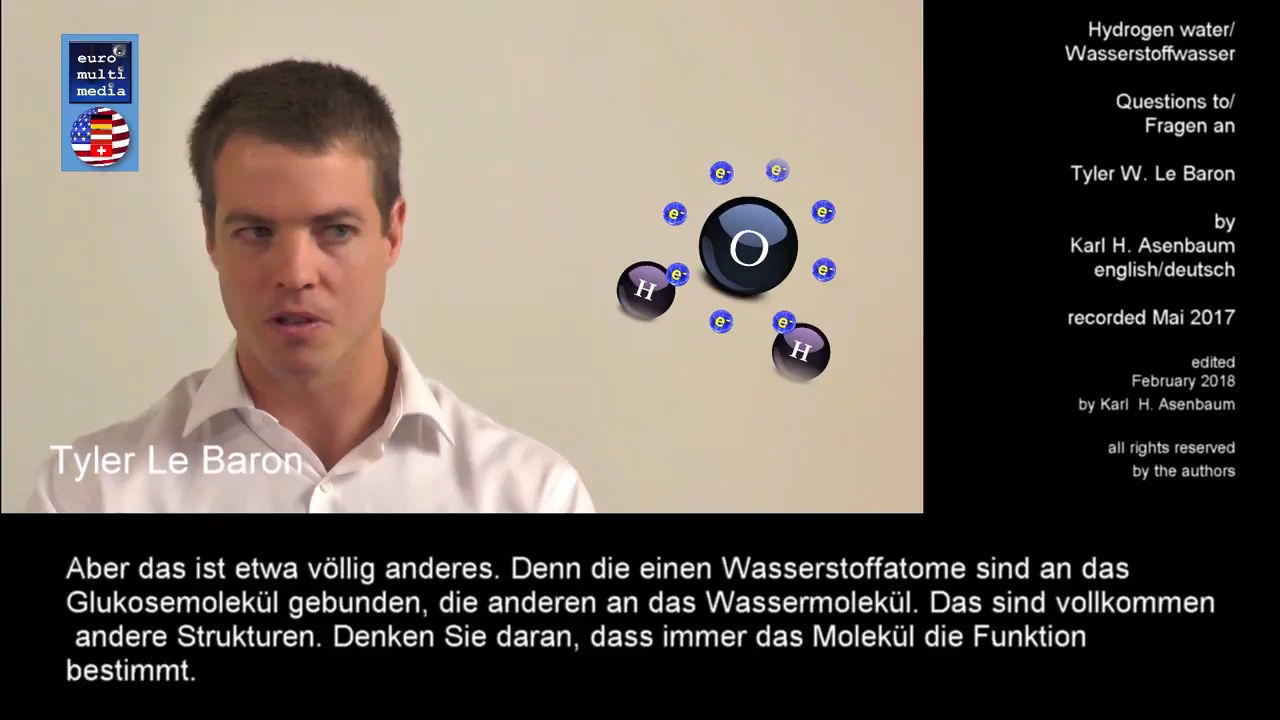 euro
multi
media
Hydrogen water/
Wasserstoffwasser
Questions to/
Fragen an
Tyler W. Le Baron
by
Karl H. Asenbaum
english/deutsch
recorded Mai 2017
edited
February 2018
by Karl H. Asenbaum
all rights reserved
by the authors
e-
e-
e-
e-
O
e-
e-
H
e-
e-
H
Tyler Le Baron
Aber das ist etwa völlig anderes. Denn die einen Wasserstoffatome sind an das
Glukosemolekül gebunden, die anderen an das Wassermolekül. Das sind vollkommen
andere Strukturen. Denken Sie daran, dass immer das Molekül die Funktion
bestimmt.